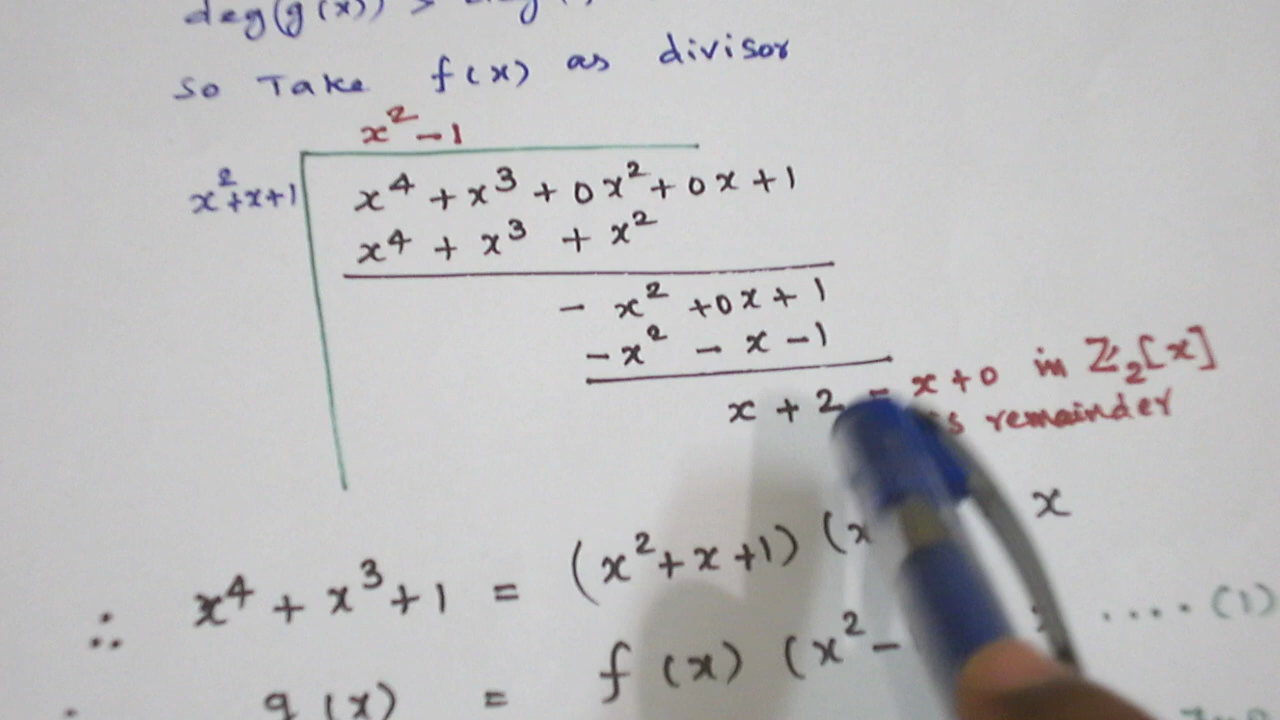 deg(g(x)) >
so Take f(x) as divisor
x² - 1
x²+x+1
x⁴ + x³ + 0x² + 0x + 1
x⁴ + x³ + x²
- x² + 0x + 1
- x² - x - 1
x + 2 = x + 0 in ℤ₂[x]
remainder
∴ x⁴ + x³ + 1 = (x² + x + 1) (x x
f(x) (x² - .... (1)
g(x) =